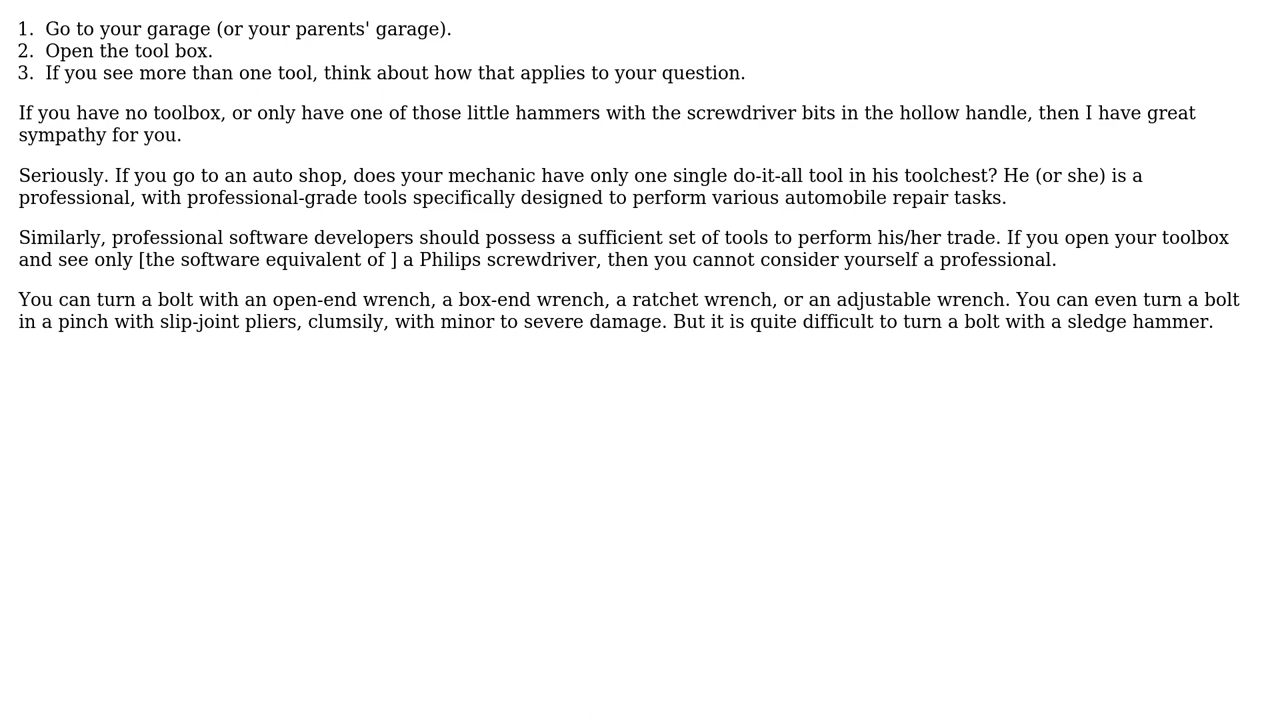 1. Go to your garage (or your parents' garage).
2. Open the tool box.
3. If you see more than one tool, think about how that applies to your question.
If you have no toolbox, or only have one of those little hammers with the screwdriver bits in the hollow handle, then I have great
sympathy for you.
Seriously. If you go to an auto shop, does your mechanic have only one single do-it-all tool in his toolchest? He (or she) is a
professional, with professional-grade tools specifically designed to perform various automobile repair tasks.
Similarly, professional software developers should possess a sufficient set of tools to perform his/her trade. If you open your toolbox
and see only [the software equivalent of ] a Philips screwdriver, then you cannot consider yourself a professional.
You can turn a bolt with an open-end wrench, a box-end wrench, a ratchet wrench, or an adjustable wrench. You can even turn a bolt
in a pinch with slip-joint pliers, clumsily, with minor to severe damage. But it is quite difficult to turn a bolt with a sledge hammer.